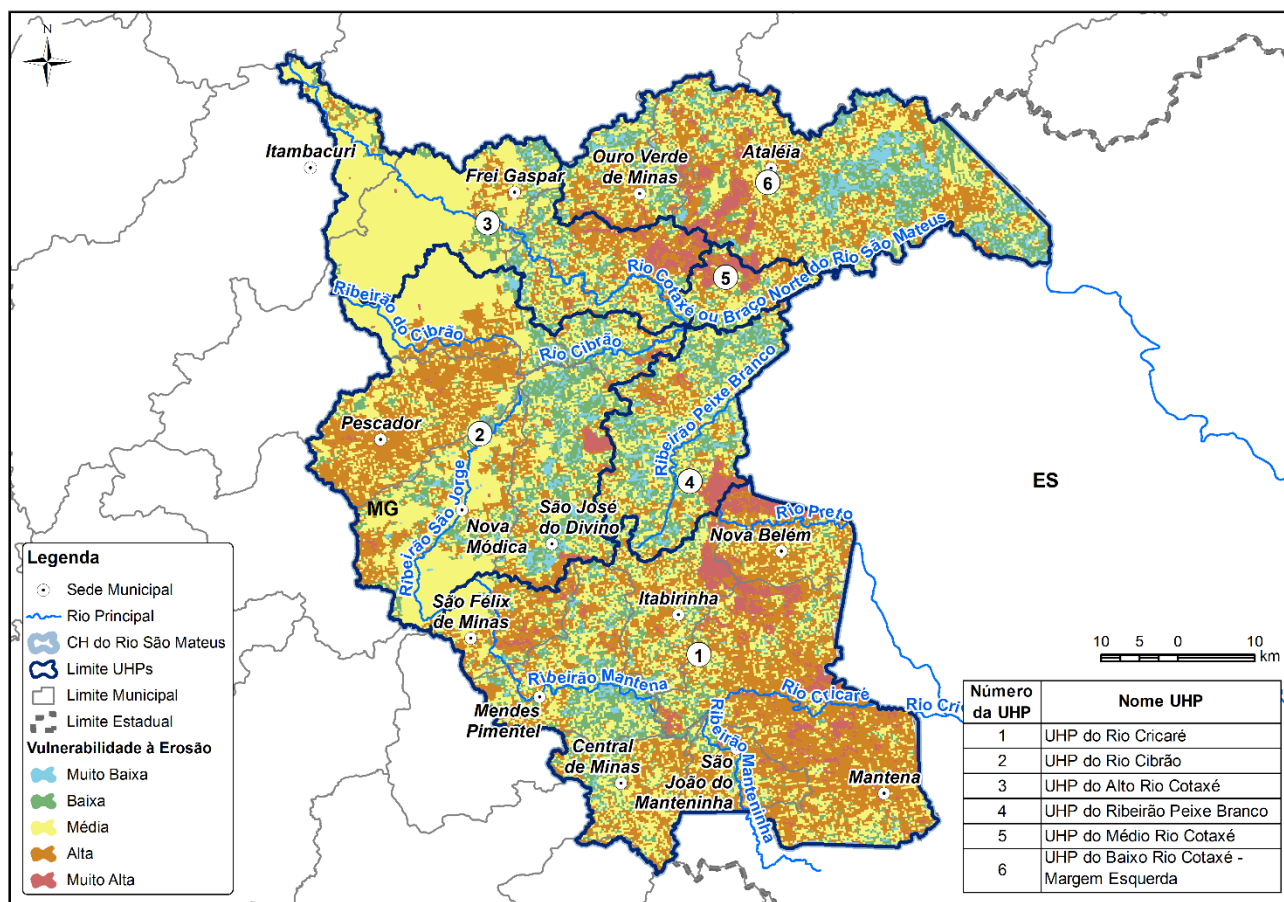 N
Itambacuri
Frei Gaspar
Ouro Verde
de Minas
Ataléia
6
3
5
Rio Cotaxé ou Braço Norte do Rio São Mateus
Ribeirão do Cibrão
Rio Cibrão
Ribeirão Peixe Branco
Pescador
2
4
ES
MG
Ribeirão São Jorge
Nova
Módica
São José
do Divino
Rio Preto
Nova Belém
São Félix
de Minas
Itabirinha
1
Ribeirão Mantena
Mendes
Pimentel
Rio Cricaré
Rio Cri
Central
de Minas
São
João do
Manteninha
Ribeirão Manteninha
Mantena
Legenda
Sede Municipal
Rio Principal
CH do Rio São Mateus
Limite UHPs
Limite Municipal
Limite Estadual
Vulnerabilidade à Erosão
Muito Baixa
Baixa
Média
Alta
Muito Alta
10 5 0 10
km
Número da UHP Nome UHP
1 UHP do Rio Cricaré
2 UHP do Rio Cibrão
3 UHP do Alto Rio Cotaxé
4 UHP do Ribeirão Peixe Branco
5 UHP do Médio Rio Cotaxé
6 UHP do Baixo Rio Cotaxé -
Margem Esquerda